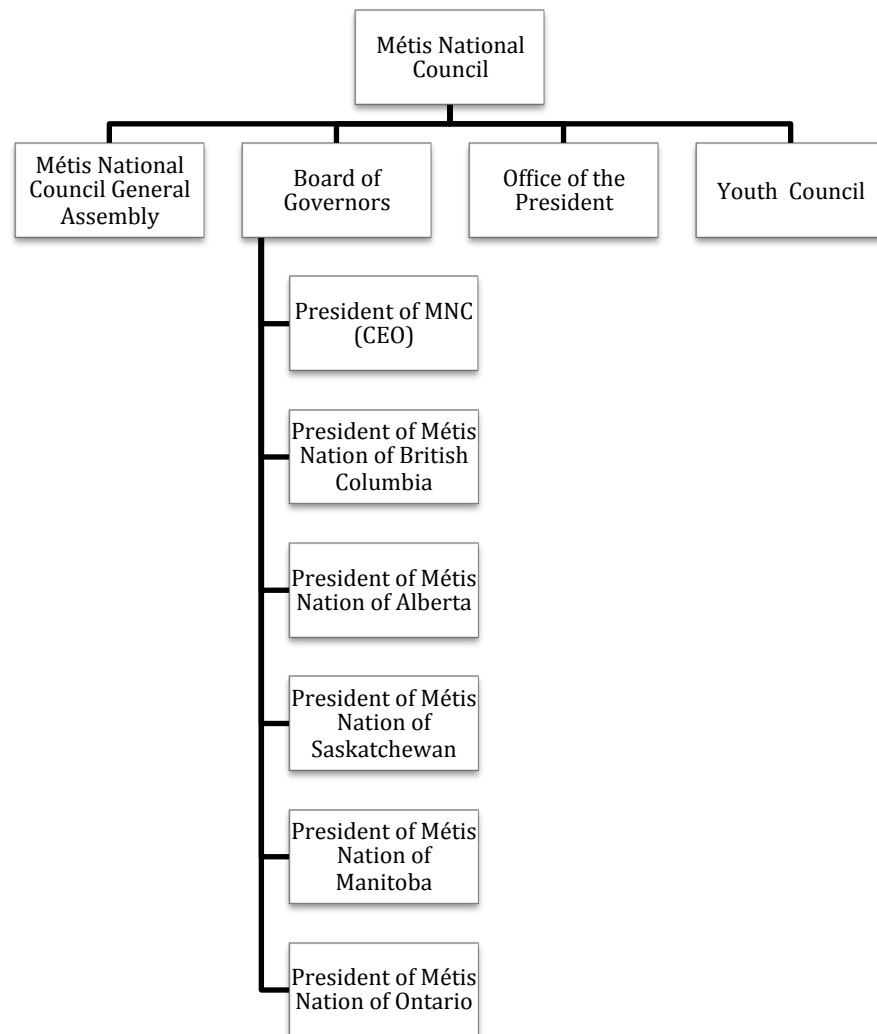 Métis National
Council
Métis National
Council General
Assembly
Board of
Governors
Office of the
President
Youth  Council
President of MNC
(CEO)
President of Métis
Nation of British
Columbia
President of Métis
Nation of Alberta
President of Métis
Nation of
Saskatchewan
President of Métis
Nation of
Manitoba
President of Métis
Nation of Ontario